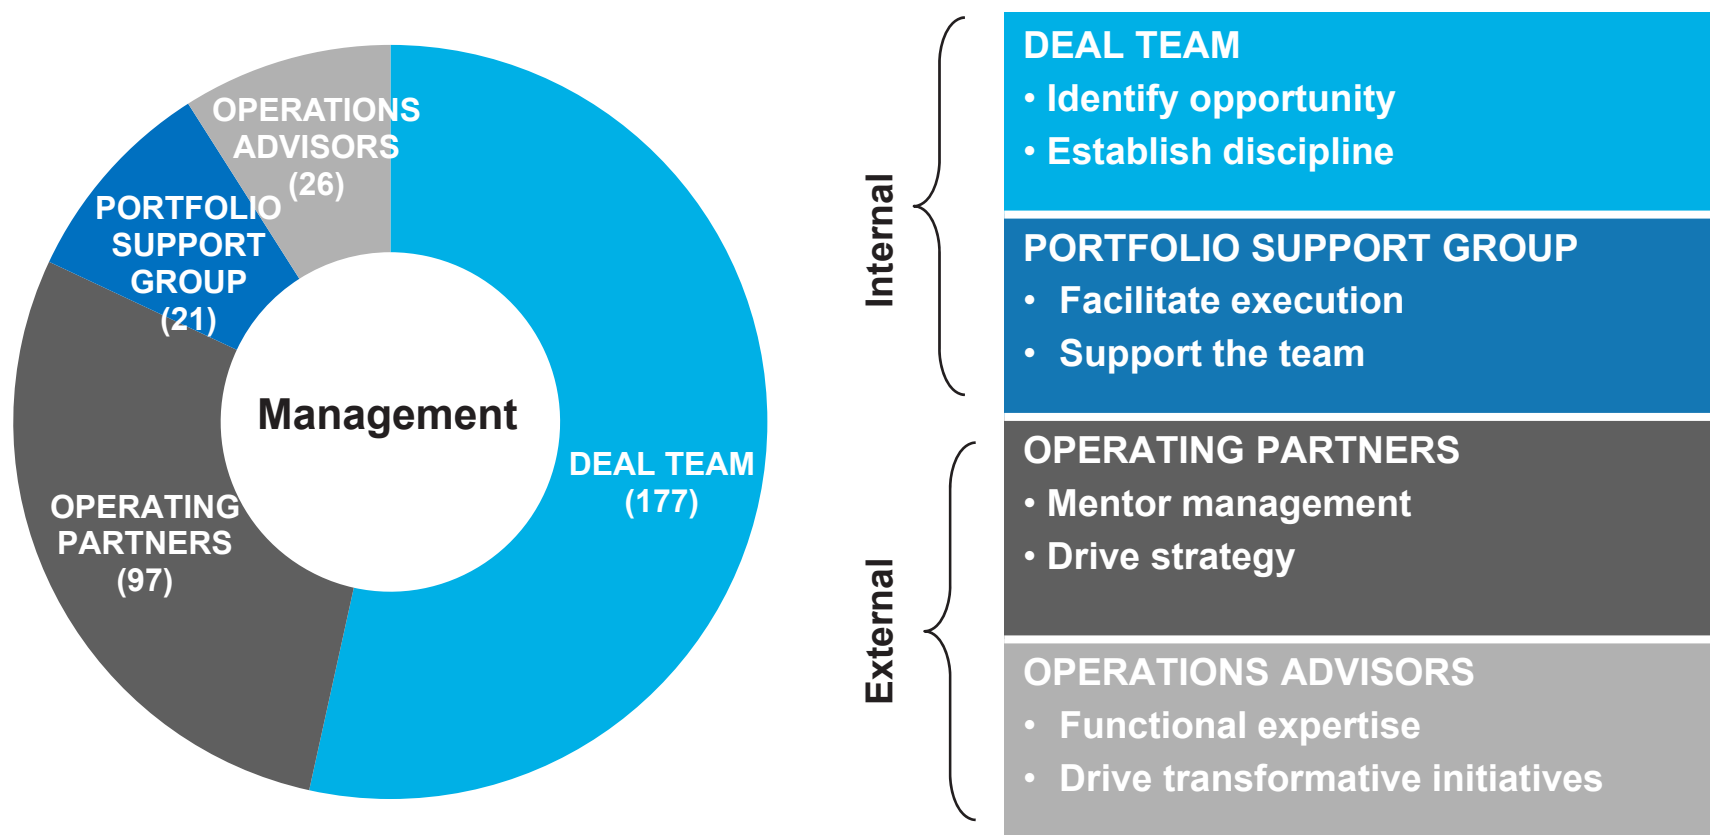 OPERATIONS
ADVISORS
(26)
PORTFOLIO
SUPPORT
GROUP
(21)
Management
DEAL TEAM
(177)
OPERATING
PARTNERS
(97)
Internal
DEAL TEAM
• Identify opportunity
• Establish discipline
PORTFOLIO SUPPORT GROUP
• Facilitate execution
• Support the team
External
OPERATING PARTNERS
• Mentor management
• Drive strategy
OPERATIONS ADVISORS
• Functional expertise
• Drive transformative initiatives